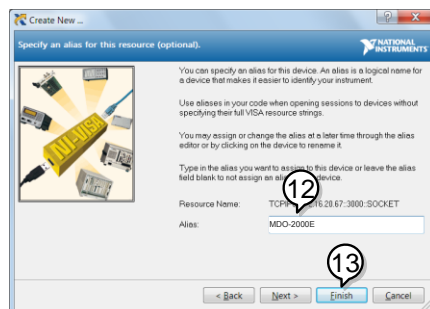 Create New ...
Specify an alias for this resource (optional).
NATIONAL
INSTRUMENTS
You can specify an alias for this device. An alias is a logical name for
a device that makes it easier to identify your instrument.
Use aliases in your code when opening sessions to devices without
specifying their full VISA resource strings.
You may assign or change the alias at a later time through the alias
editor or by clicking on the device to rename it.
Type in the alias you want to assign to this device or leave the alias
field blank to not assign an device.
NI-VISA
12
Resource Name: 16.20.67::3000::SOCKET
Alias: MDO-2000E
13
< Back Next > Finish Cancel